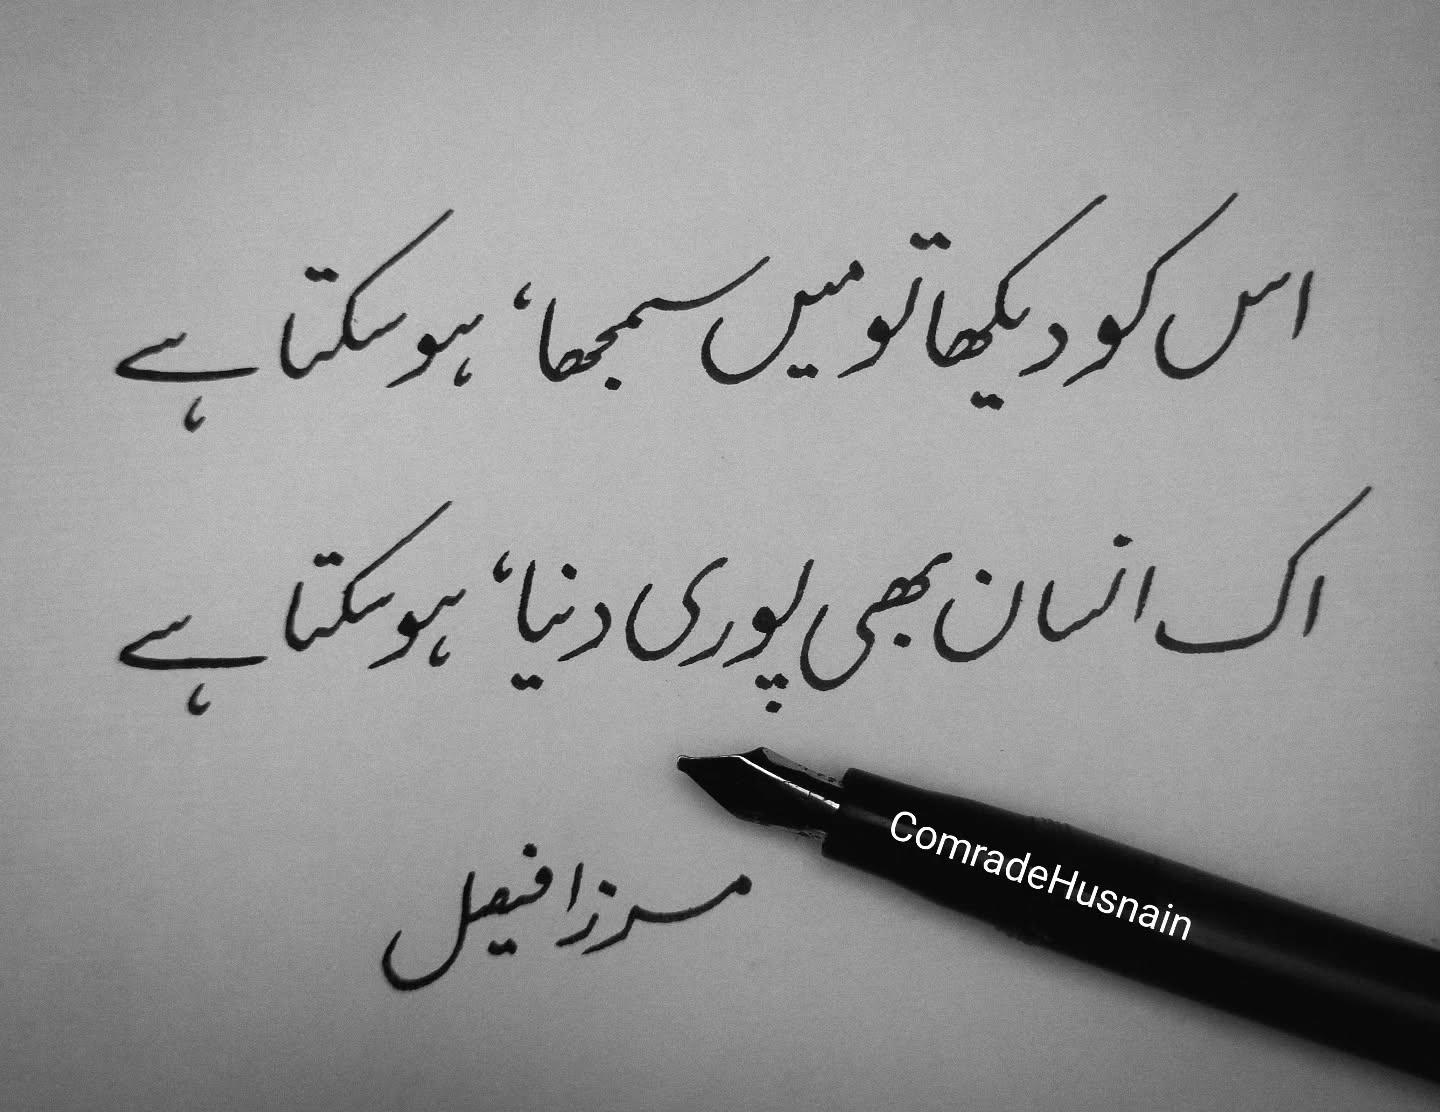 اس کو دیکھا تو میں سمجھا، ہو سکتا ہے
اک انسان بھی پوری دنیا، ہو سکتا ہے
مرزا فیصل
ComradeHusnain